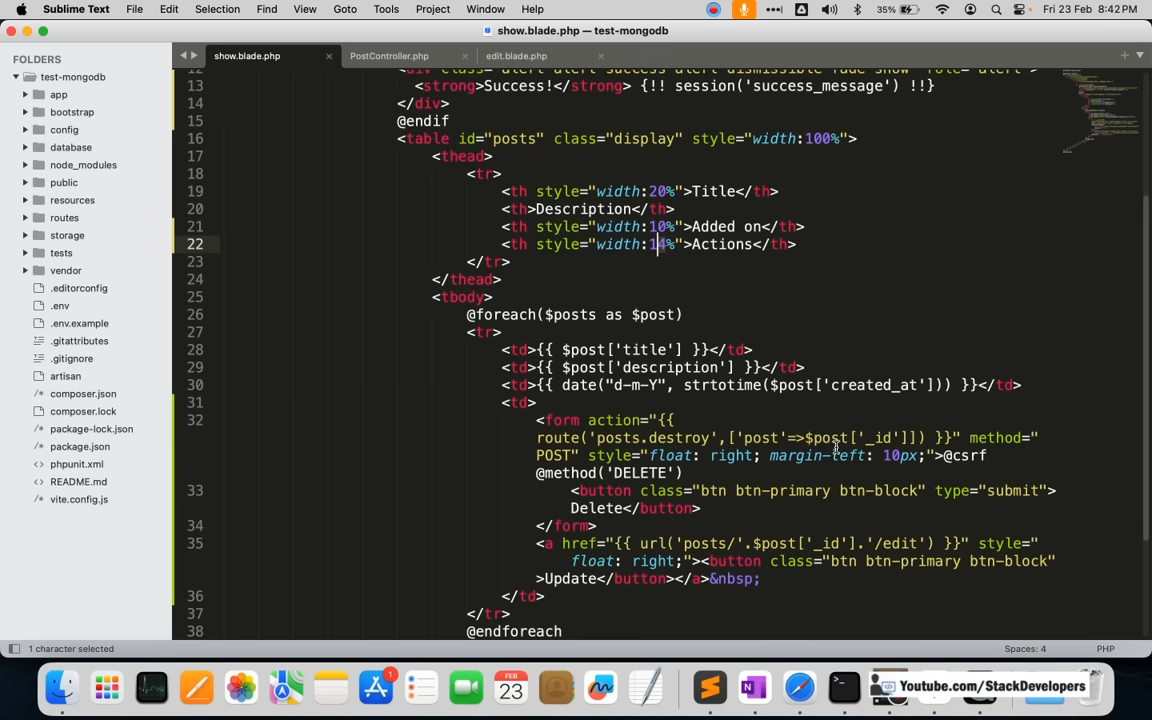 Sublime Text File Edit Selection Find View Goto Tools Project Window Help 35% Fri 23 Feb 8:42 PM
show.blade.php — test-mongodb
FOLDERS
test-mongodb
app
bootstrap
config
database
node_modules
public
resources
routes
storage
tests
vendor
.editorconfig
.env
.env.example
.gitattributes
.gitignore
artisan
composer.json
composer.lock
package-lock.json
package.json
phpunit.xml
README.md
vite.config.js
show.blade.php PostController.php edit.blade.php
13 <strong>Success!</strong> {!! session('success_message') !!}
14 </div>
15 @endif
16 <table id="posts" class="display" style="width:100%">
17 <thead>
18 <tr>
19 <th style="width:20%">Title</th>
20 <th>Description</th>
21 <th style="width:10%">Added on</th>
22 <th style="width:14%">Actions</th>
23 </tr>
24 </thead>
25 <tbody>
26 @foreach($posts as $post)
27 <tr>
28 <td>{{ $post['title'] }}</td>
29 <td>{{ $post['description'] }}</td>
30 <td>{{ date("d-m-Y", strtotime($post['created_at'])) }}</td>
31 <td>
32 <form action="{{
route('posts.destroy',['post'=>$post['_id']]) }}" method="
POST" style="float: right; margin-left: 10px;">@csrf
@method('DELETE')
33 <button class="btn btn-primary btn-block" type="submit">
Delete</button>
34 </form>
35 <a href="{{ url('posts/'.$post['_id'].'/edit') }}" style="
float: right;"><button class="btn btn-primary btn-block"
>Update</button></a>&nbsp;
36 </td>
37 </tr>
38 @endforeach
1 character selected Spaces: 4 PHP
1
FEB
23
Youtube.com/StackDevelopers